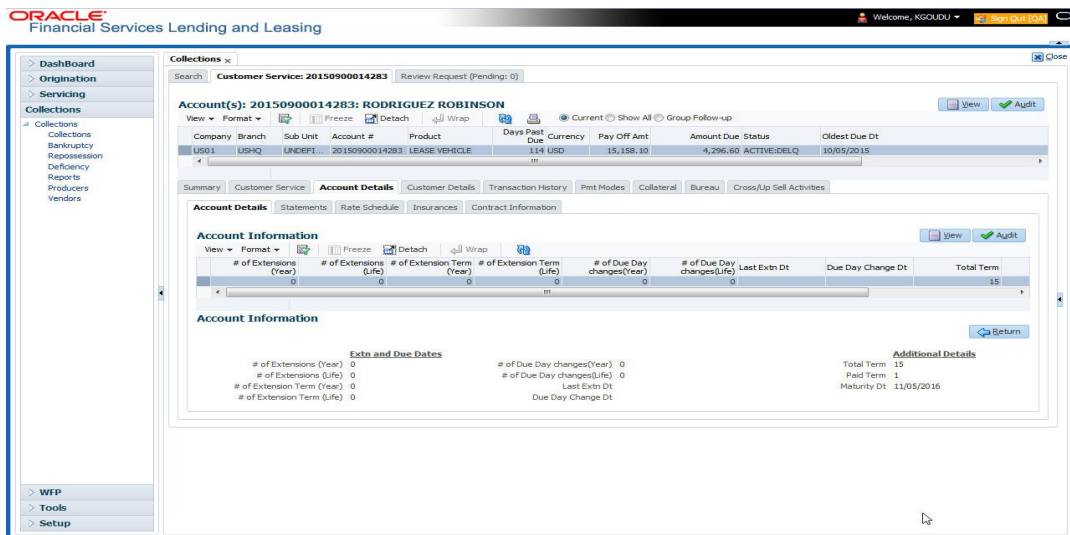 ORACLE
Financial Services Lending and Leasing
Welcome, KGOUDU
Sign Out [QA]
Close
DashBoard
Origination
Servicing
Collections
Collections
Collections
Bankruptcy
Repossession
Deficiency
Reports
Producers
Vendors
WFP
Tools
Setup
Collections x
Search Customer Service: 20150900014283 Review Request (Pending: 0)
Account(s): 20150900014283: RODRIGUEZ ROBINSON
View Audit
View Format Freeze Detach Wrap Current Show All Group Follow-up
Company Branch Sub Unit Account # Product Days Past Due Currency Pay Off Amt Amount Due Status Oldest Due Dt
US01 USHQ UNDEFI... 20150900014283 LEASE VEHICLE 114 USD 15,158.10 4,296.60 ACTIVE:DELQ 10/05/2015
Summary Customer Service Account Details Customer Details Transaction History Pmt Modes Collateral Bureau Cross/Up Sell Activities
Account Details Statements Rate Schedule Insurances Contract Information
Account Information
View Audit
View Format Freeze Detach Wrap
# of Extensions (Year) # of Extensions (Life) # of Extension Term (Year) # of Extension Term (Life) # of Due Day changes(Year) # of Due Day changes(Life) Last Extn Dt Due Day Change Dt Total Term
0 0 0 0 0 0 15
Account Information
Return
Extn and Due Dates Additional Details
# of Extensions (Year) 0 # of Due Day changes(Year) 0 Total Term 15
# of Extensions (Life) 0 # of Due Day changes(Life) 0 Paid Term 1
# of Extension Term (Year) 0 Last Extn Dt Maturity Dt 11/05/2016
# of Extension Term (Life) 0 Due Day Change Dt